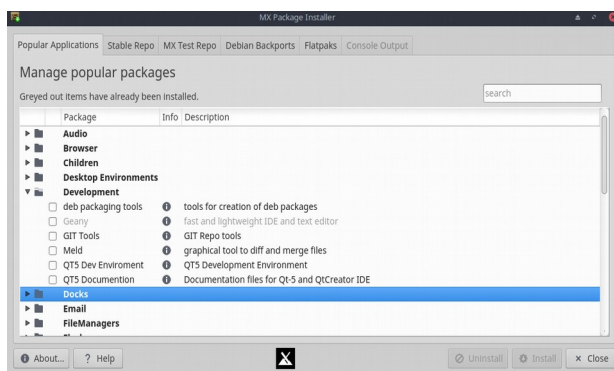 MX Package Installer
Popular Applications Stable Repo MX Test Repo Debian Backports Flatpaks Console Output
Manage popular packages
Greyed out items have already been installed.
search
Package Info Description
Audio
Browser
Children
Desktop Environments
Development
deb packaging tools tools for creation of deb packages
Geany fast and lightweight IDE and text editor
GIT Tools GIT Repo tools
Meld graphical tool to diff and merge files
QT5 Dev Enviroment QT5 Development Environment
QT5 Documention Documentation files for Qt-5 and QtCreator IDE
Docks
Email
FileManagers
About... ? Help Uninstall Install Close